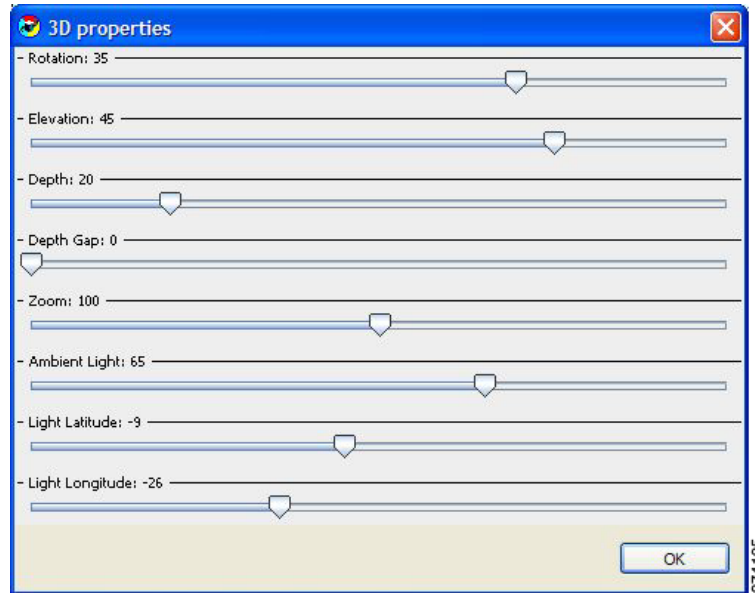 3D properties
- Rotation: 35
- Elevation: 45
- Depth: 20
- Depth Gap: 0
- Zoom: 100
- Ambient Light: 65
- Light Latitude: -9
- Light Longitude: -26
OK